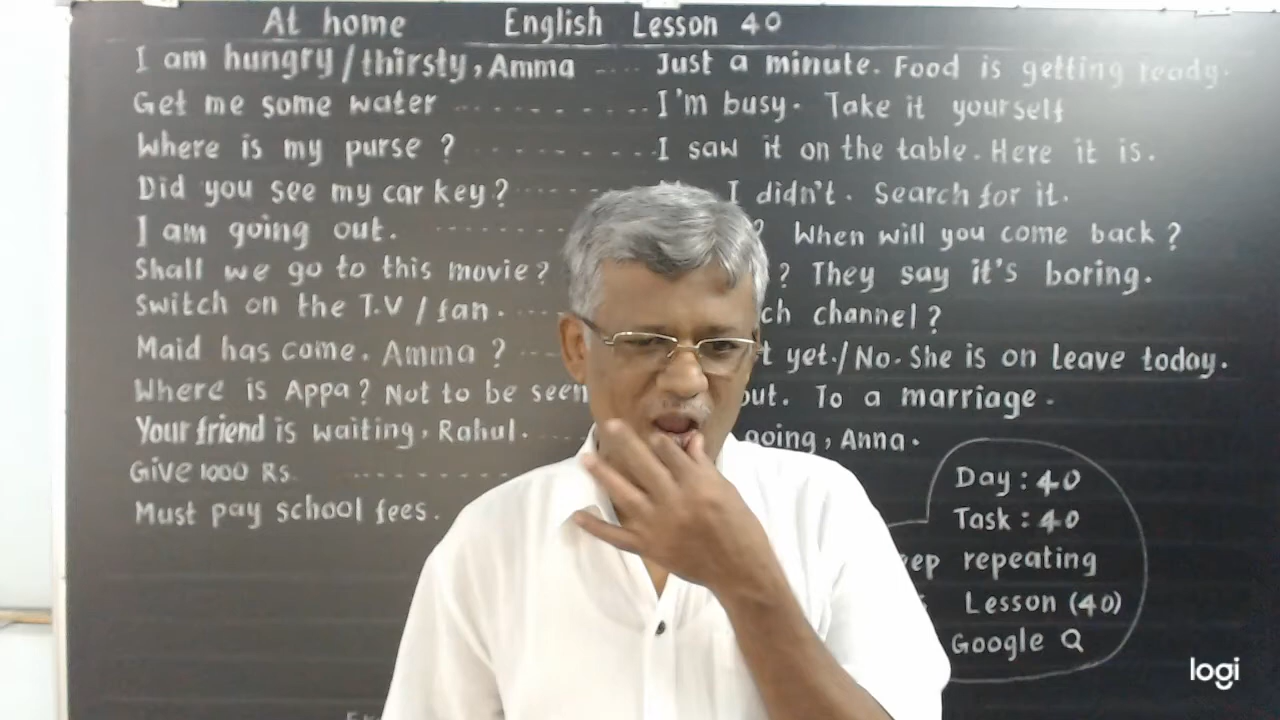 At home English Lesson 40
I am hungry/thirsty, Amma .... Just a minute. Food is getting ready.
Get me some water .......... I'm busy. Take it yourself
Where is my purse ? ......... I saw it on the table. Here it is.
Did you see my car key? ...... I didn't. Search for it.
I am going out. ........ ? When will you come back ?
Shall we go to this movie? ? They say it's boring.
Switch on the T.V / fan. ... ch channel ?
Maid has come. Amma ? .... t yet./No. She is on Leave today.
Where is Appa? Not to be seen out. To a marriage.
Your friend is waiting, Rahul. .... going, Anna.
Give 1000 Rs. ........
Must pay school fees.
Day : 40
Task : 40
eep repeating
Lesson (40)
Google Q
logi